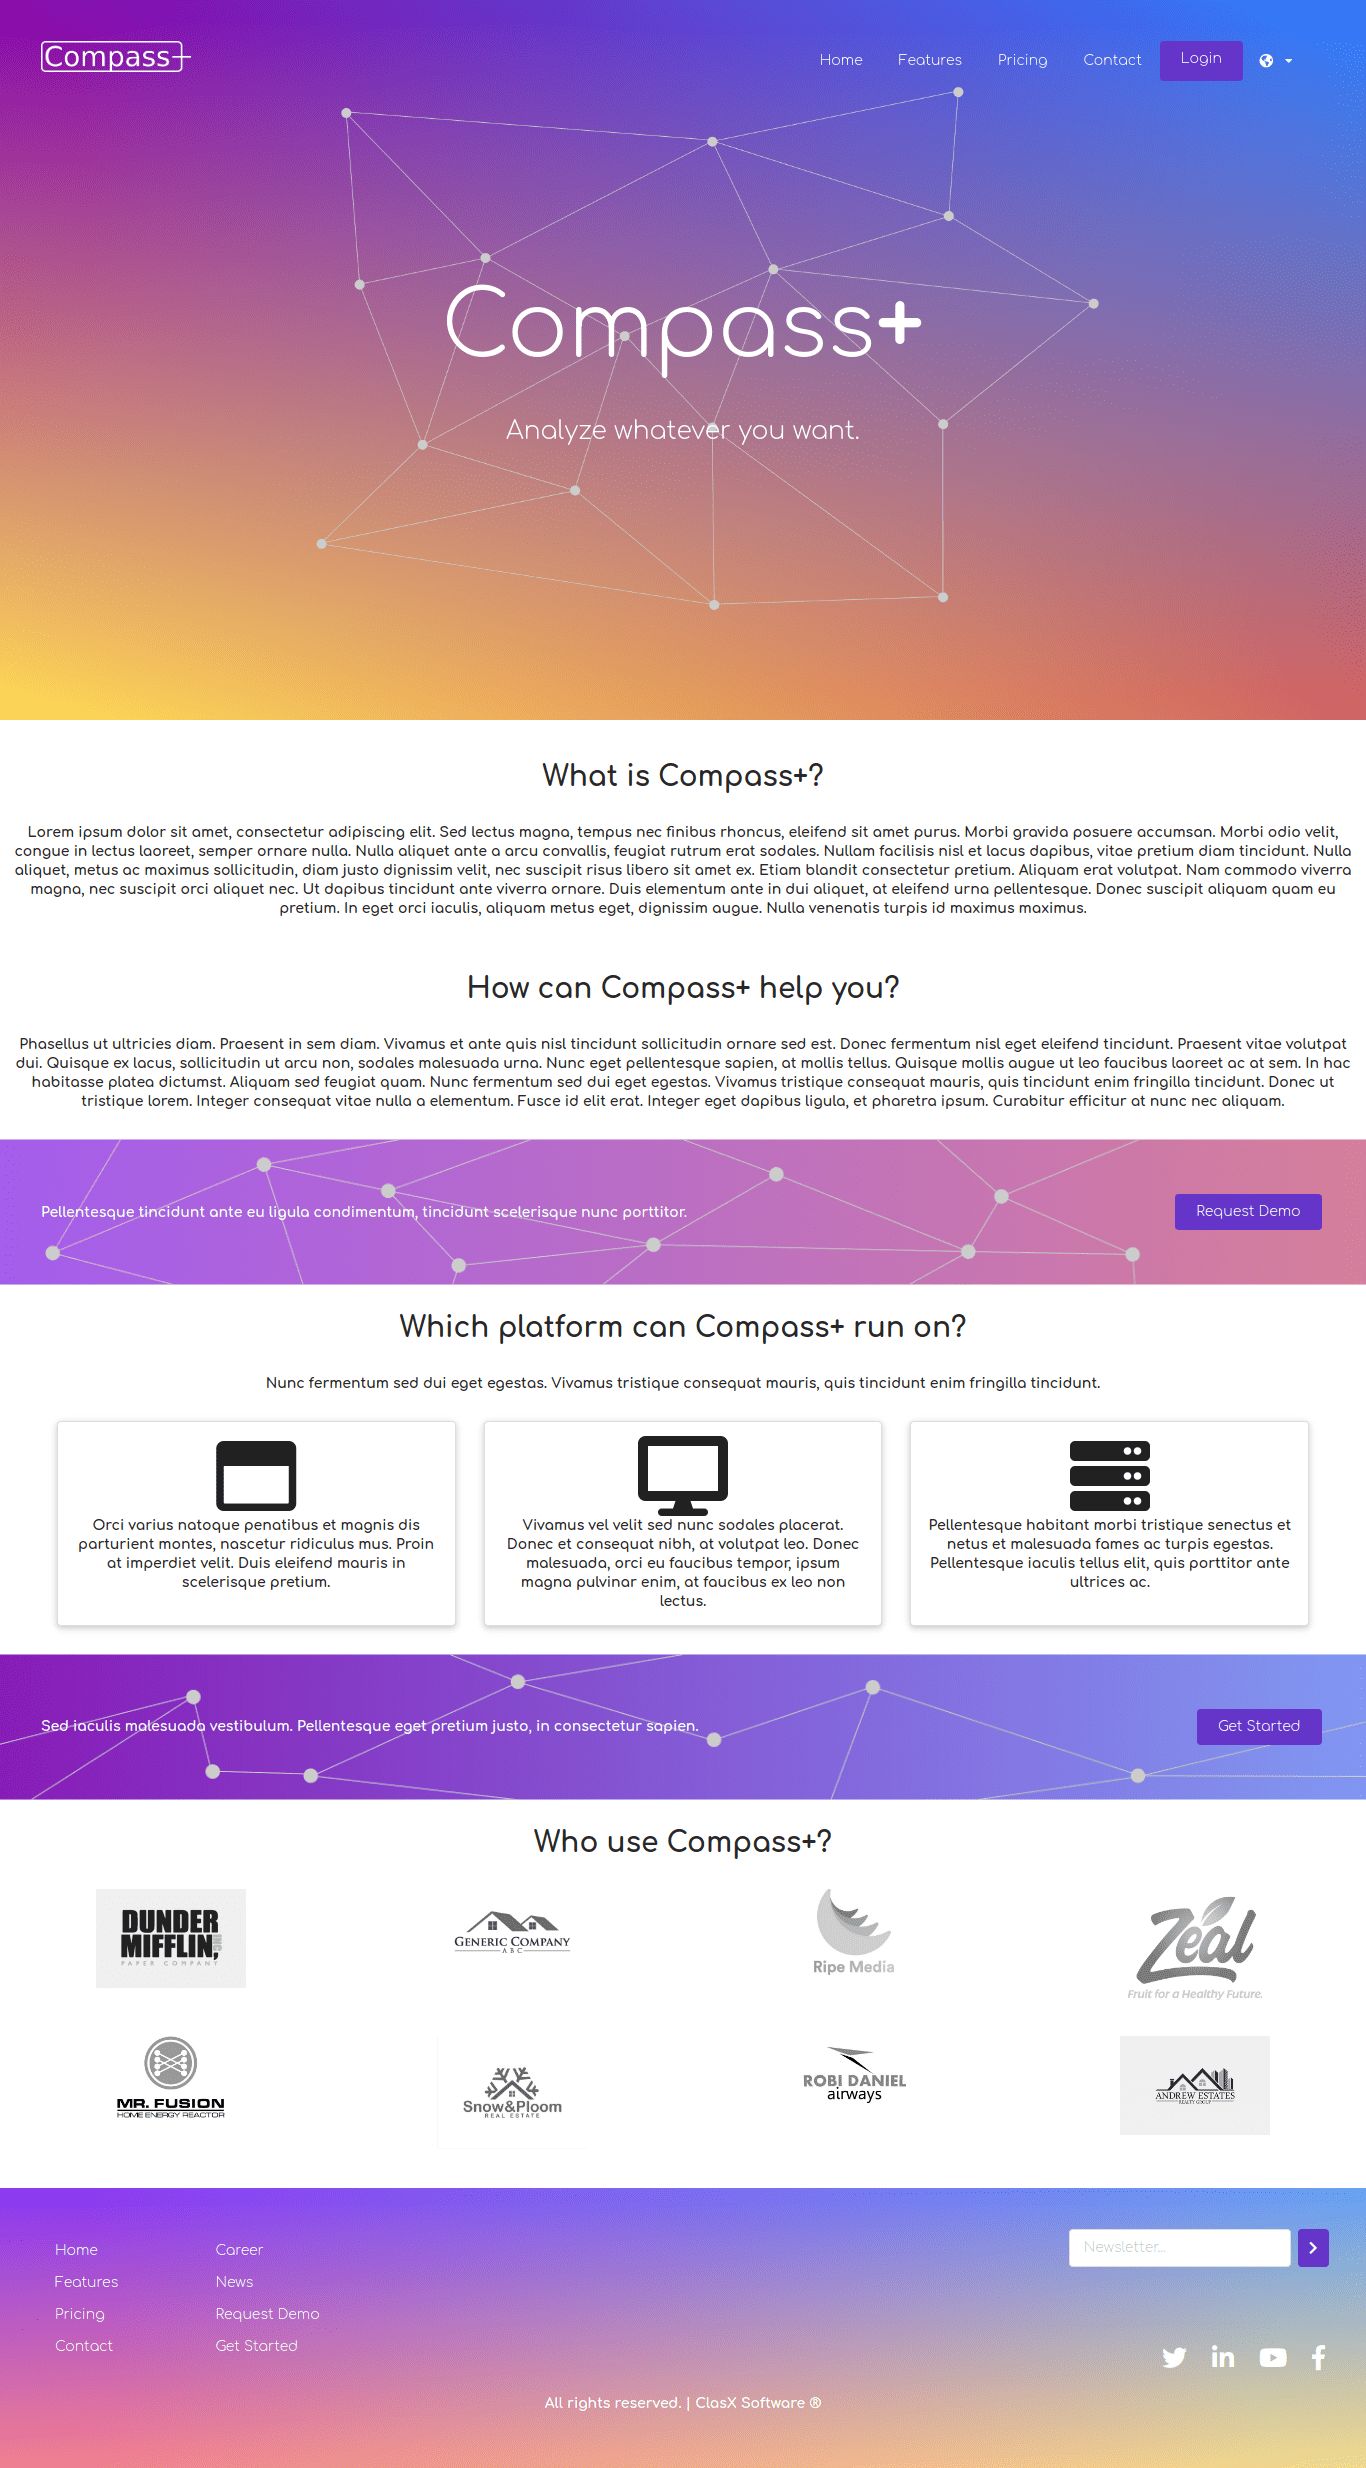 Compass+
Home Features Pricing Contact Login
Compass+
Analyze whatever you want.
What is Compass+?
Lorem ipsum dolor sit amet, consectetur adipiscing elit. Sed lectus magna, tempus nec finibus rhoncus, eleifend sit amet purus. Morbi gravida posuere accumsan. Morbi odio velit,
congue in lectus laoreet, semper ornare nulla. Nulla aliquet ante a arcu convallis, feugiat rutrum erat sodales. Nullam facilisis nisl et lacus dapibus, vitae pretium diam tincidunt. Nulla
aliquet, metus ac maximus sollicitudin, diam justo dignissim velit, nec suscipit risus libero sit amet ex. Etiam blandit consectetur pretium. Aliquam erat volutpat. Nam commodo viverra
magna, nec suscipit orci aliquet nec. Ut dapibus tincidunt ante viverra ornare. Duis elementum ante in dui aliquet, at eleifend urna pellentesque. Donec suscipit aliquam quam eu
pretium. In eget orci iaculis, aliquam metus eget, dignissim augue. Nulla venenatis turpis id maximus maximus.
How can Compass+ help you?
Phasellus ut ultricies diam. Praesent in sem diam. Vivamus et ante quis nisl tincidunt sollicitudin ornare sed est. Donec fermentum nisl eget eleifend tincidunt. Praesent vitae volutpat
dui. Quisque ex lacus, sollicitudin ut arcu non, sodales malesuada urna. Nunc eget pellentesque sapien, at mollis tellus. Quisque mollis augue ut leo faucibus laoreet ac at sem. In hac
habitasse platea dictumst. Aliquam sed feugiat quam. Nunc fermentum sed dui eget egestas. Vivamus tristique consequat mauris, quis tincidunt enim fringilla tincidunt. Donec ut
tristique lorem. Integer consequat vitae nulla a elementum. Fusce id elit erat. Integer eget dapibus ligula, et pharetra ipsum. Curabitur efficitur at nunc nec aliquam.
Pellentesque tincidunt ante eu ligula condimentum, tincidunt scelerisque nunc porttitor.
Request Demo
Which platform can Compass+ run on?
Nunc fermentum sed dui eget egestas. Vivamus tristique consequat mauris, quis tincidunt enim fringilla tincidunt.
Orci varius natoque penatibus et magnis dis
parturient montes, nascetur ridiculus mus. Proin
at imperdiet velit. Duis eleifend mauris in
scelerisque pretium.
Vivamus vel velit sed nunc sodales placerat.
Donec et consequat nibh, at volutpat leo. Donec
malesuada, orci eu faucibus tempor, ipsum
magna pulvinar enim, at faucibus ex leo non
lectus.
Pellentesque habitant morbi tristique senectus et
netus et malesuada fames ac turpis egestas.
Pellentesque iaculis tellus elit, quis porttitor ante
ultrices ac.
Sed iaculis malesuada vestibulum. Pellentesque eget pretium justo, in consectetur sapien.
Get Started
Who use Compass+?
DUNDER
MIFFLIN, INC
PAPER COMPANY
GENERIC COMPANY
ABC
Ripe Media
Zeal
Fruit for a Healthy Future.
MR. FUSION
HOME ENERGY REACTOR
Snow&Ploom
REAL ESTATE
ROBI DANIEL
airways
ANDREW ESTATES
REALTY GROUP
Home
Features
Pricing
Contact
Career
News
Request Demo
Get Started
Newsletter...
All rights reserved. | ClasX Software ®